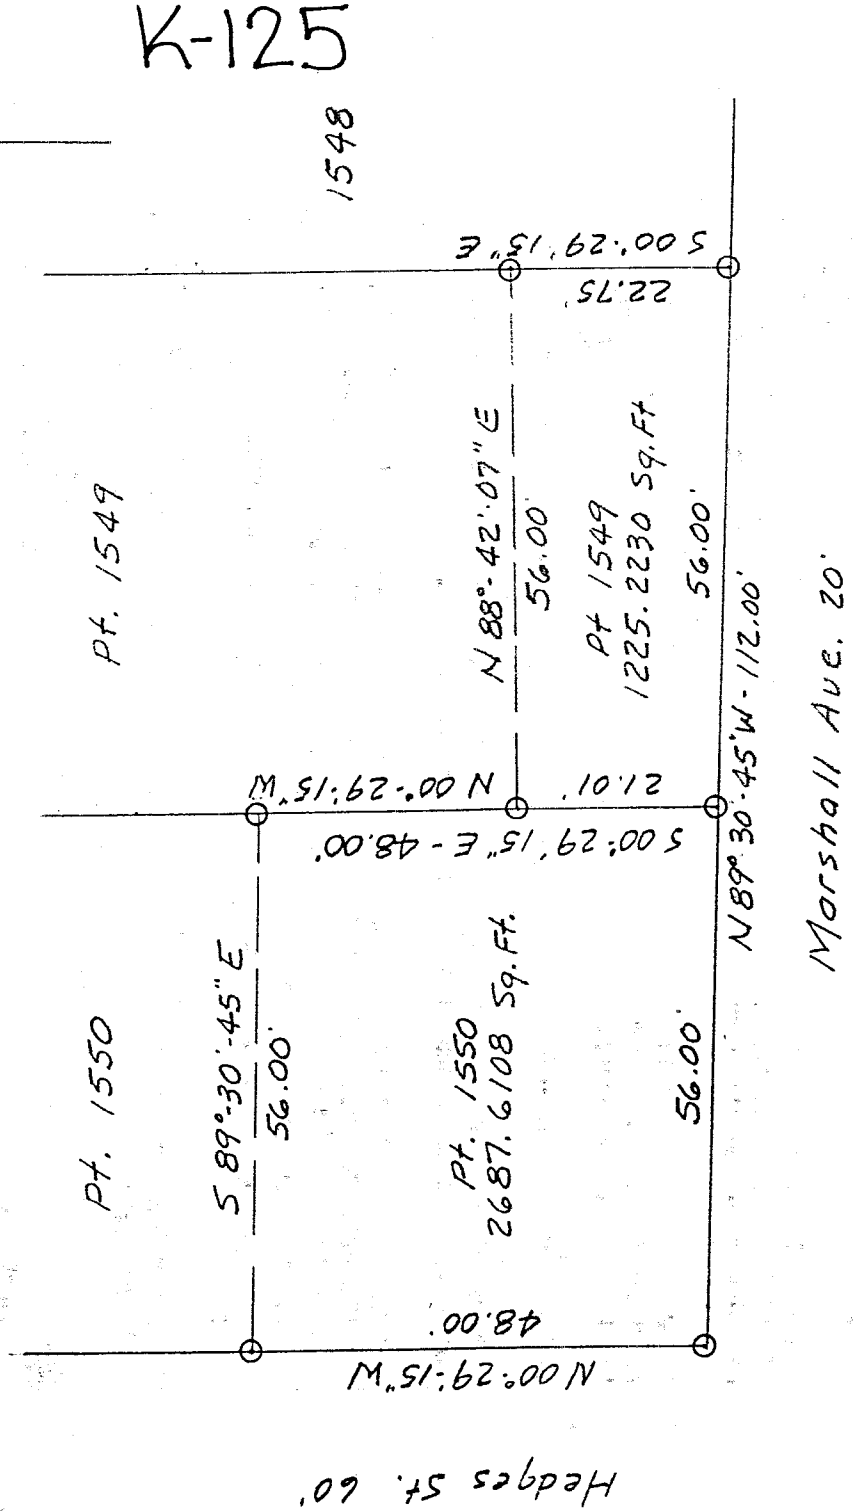 K-125
1548
S 00°-29'-15" E
22.75'
Pt. 1549
N 88°-42'-07" E
56.00'
Pt 1549
1225.2230 Sq.Ft
56.00'
N 00°-29'-15" W
21.01'
S 00°-29'-15" E - 48.00'
N 89°-30'-45" W - 112.00'
Marshall Ave. 20'
Pt. 1550
S 89°-30'-45" E
56.00'
Pt. 1550
2687.6108 Sq.Ft.
56.00'
48.00'
N 00°-29'-15" W
Hedges St. 60'